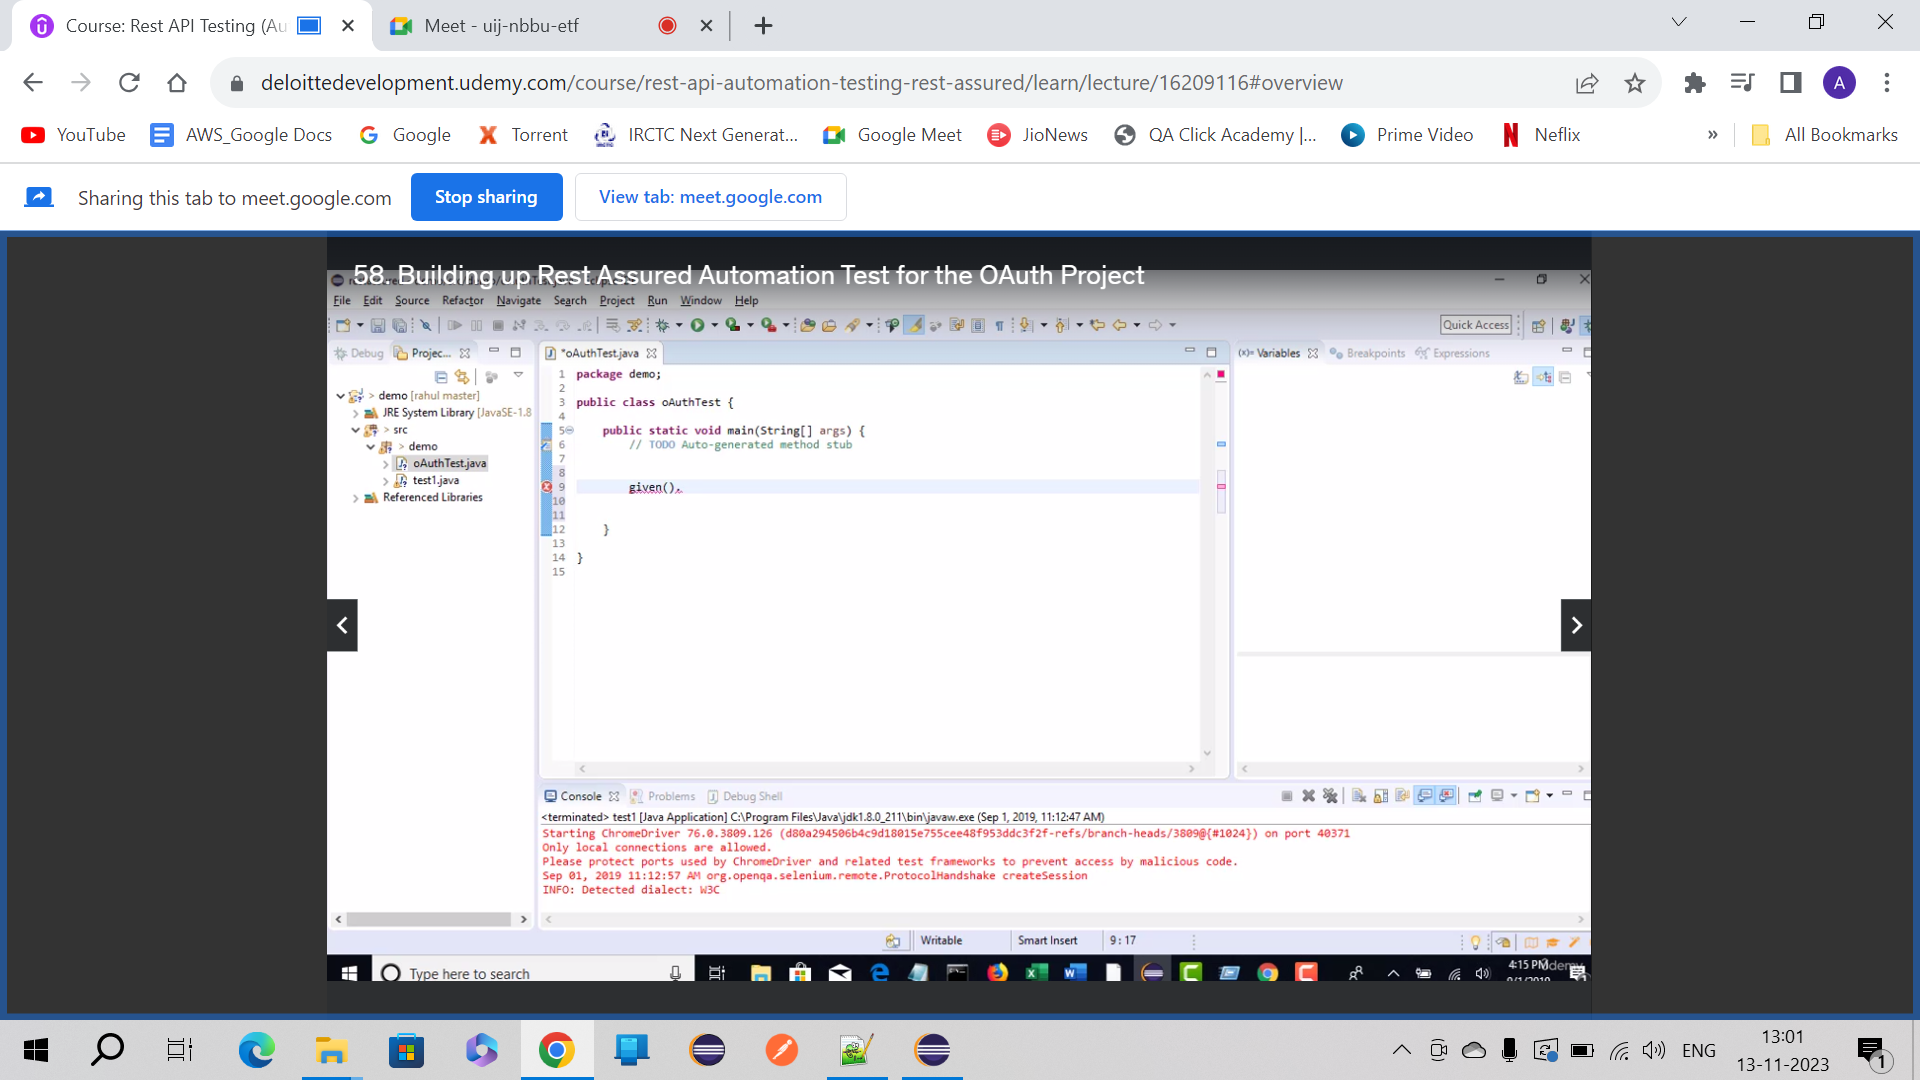 Course: Rest API Testing (Au
Meet - uij-nbbu-etf
deloittedevelopment.udemy.com/course/rest-api-automation-testing-rest-assured/learn/lecture/16209116#overview
A
YouTube AWS_Google Docs Google Torrent IRCTC Next Generat... Google Meet JioNews QA Click Academy |... Prime Video Neflix » All Bookmarks
Sharing this tab to meet.google.com Stop sharing View tab: meet.google.com
58. Building up Rest Assured Automation Test for the OAuth Project
File Edit Source Refactor Navigate Search Project Run Window Help
Quick Access
Debug Projec...
*oAuthTest.java
(x)= Variables Breakpoints Expressions
demo [rahul master]
JRE System Library [JavaSE-1.8
src
demo
oAuthTest.java
test1.java
Referenced Libraries
1 package demo;
2
3 public class oAuthTest {
4
5 public static void main(String[] args) {
6 // TODO Auto-generated method stub
7
8
9 given().
10
11
12 }
13
14 }
15
Console Problems Debug Shell
<terminated> test1 [Java Application] C:\Program Files\Java\jdk1.8.0_211\bin\javaw.exe (Sep 1, 2019, 11:12:47 AM)
Starting ChromeDriver 76.0.3809.126 (d80a294506b4c9d18015e755cee48f953ddc3f2f-refs/branch-heads/3809@{#1024}) on port 40371
Only local connections are allowed.
Please protect ports used by ChromeDriver and related test frameworks to prevent access by malicious code.
Sep 01, 2019 11:12:57 AM org.openqa.selenium.remote.ProtocolHandshake createSession
INFO: Detected dialect: W3C
Writable Smart Insert 9 : 17
Type here to search
4:15 PM
ENG
13:01
13-11-2023
1